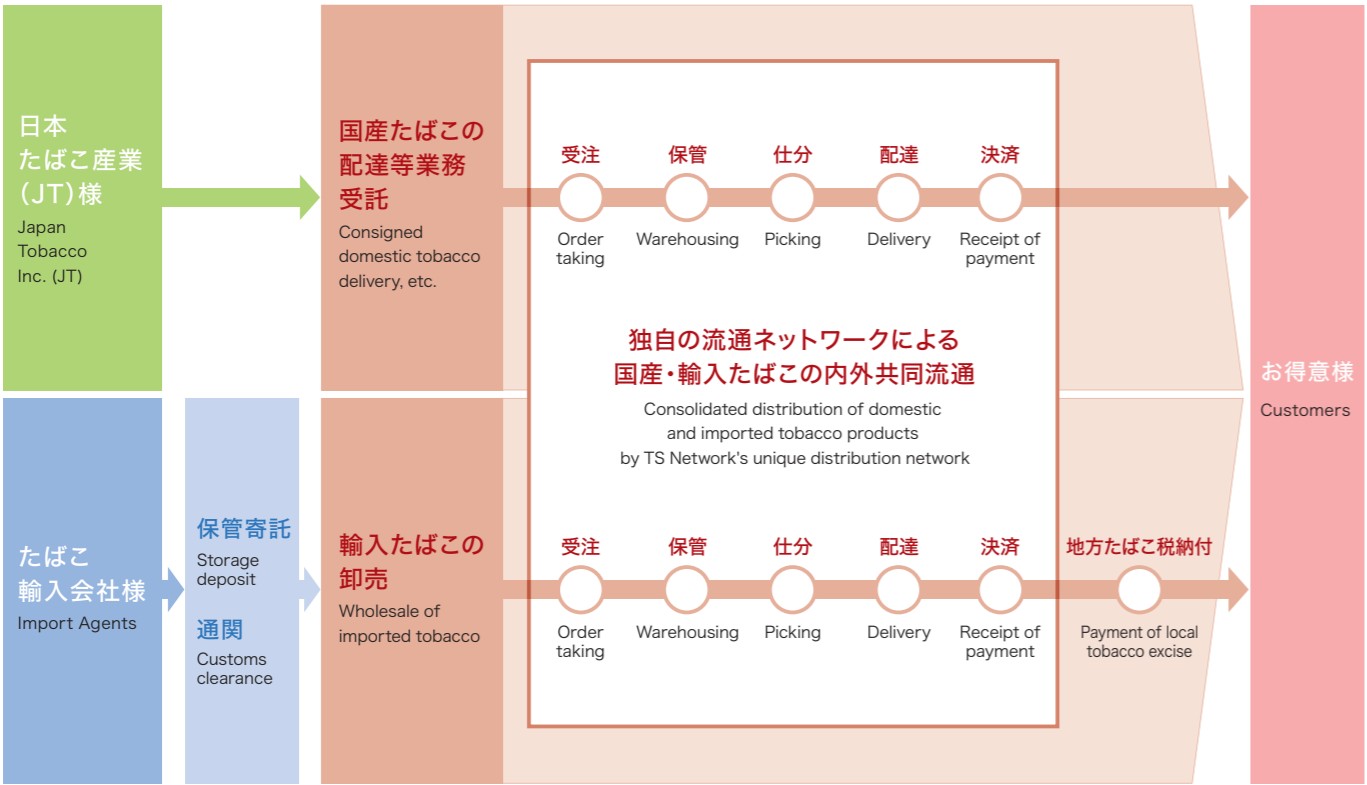 日本
たばこ産業
（JT）様
Japan
Tobacco
Inc. (JT)
国産たばこの
配達等業務
受託
Consigned
domestic tobacco
delivery, etc.
受注
Order
taking
保管
Warehousing
仕分
Picking
配達
Delivery
決済
Receipt of
payment
独自の流通ネットワークによる
国産・輸入たばこの内外共同流通
Consolidated distribution of domestic
and imported tobacco products
by TS Network's unique distribution network
たばこ
輸入会社様
Import Agents
保管寄託
Storage
deposit
通関
Customs
clearance
輸入たばこの
卸売
Wholesale of
imported tobacco
受注
Order
taking
保管
Warehousing
仕分
Picking
配達
Delivery
決済
Receipt of
payment
地方たばこ税納付
Payment of local
tobacco excise
お得意様
Customers